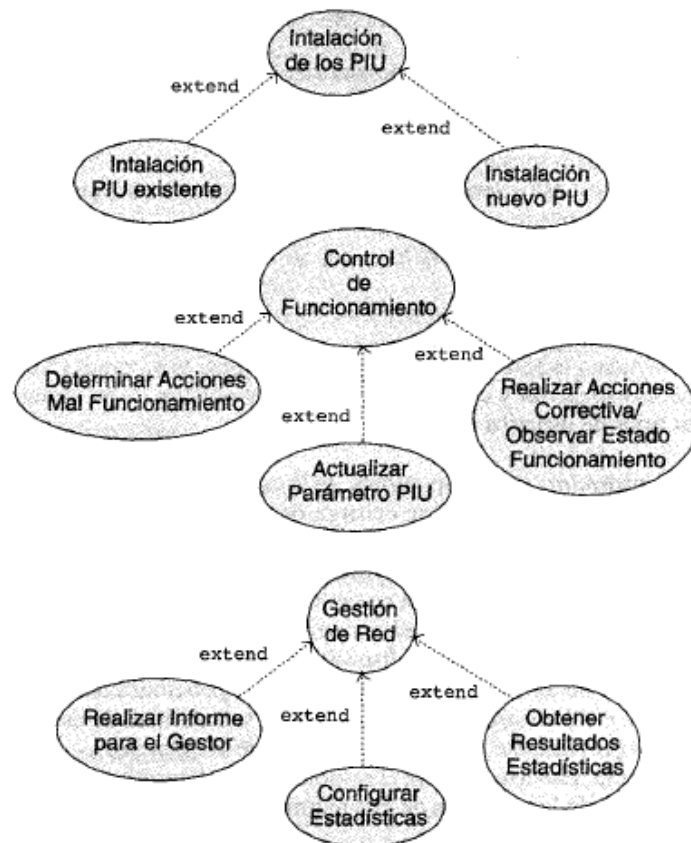 Intalación
de los PIU
extend
extend
Intalación
PIU existente
Instalación
nuevo PIU
Control
de
Funcionamiento
extend
extend
Determinar Acciones
Mal Funcionamiento
Realizar Acciones
Correctiva/
Observar Estado
Funcionamiento
extend
Actualizar
Parámetro PIU
Gestión
de Red
extend
extend
extend
Realizar Informe
para el Gestor
Obtener
Resultados
Estadísticas
Configurar
Estadísticas